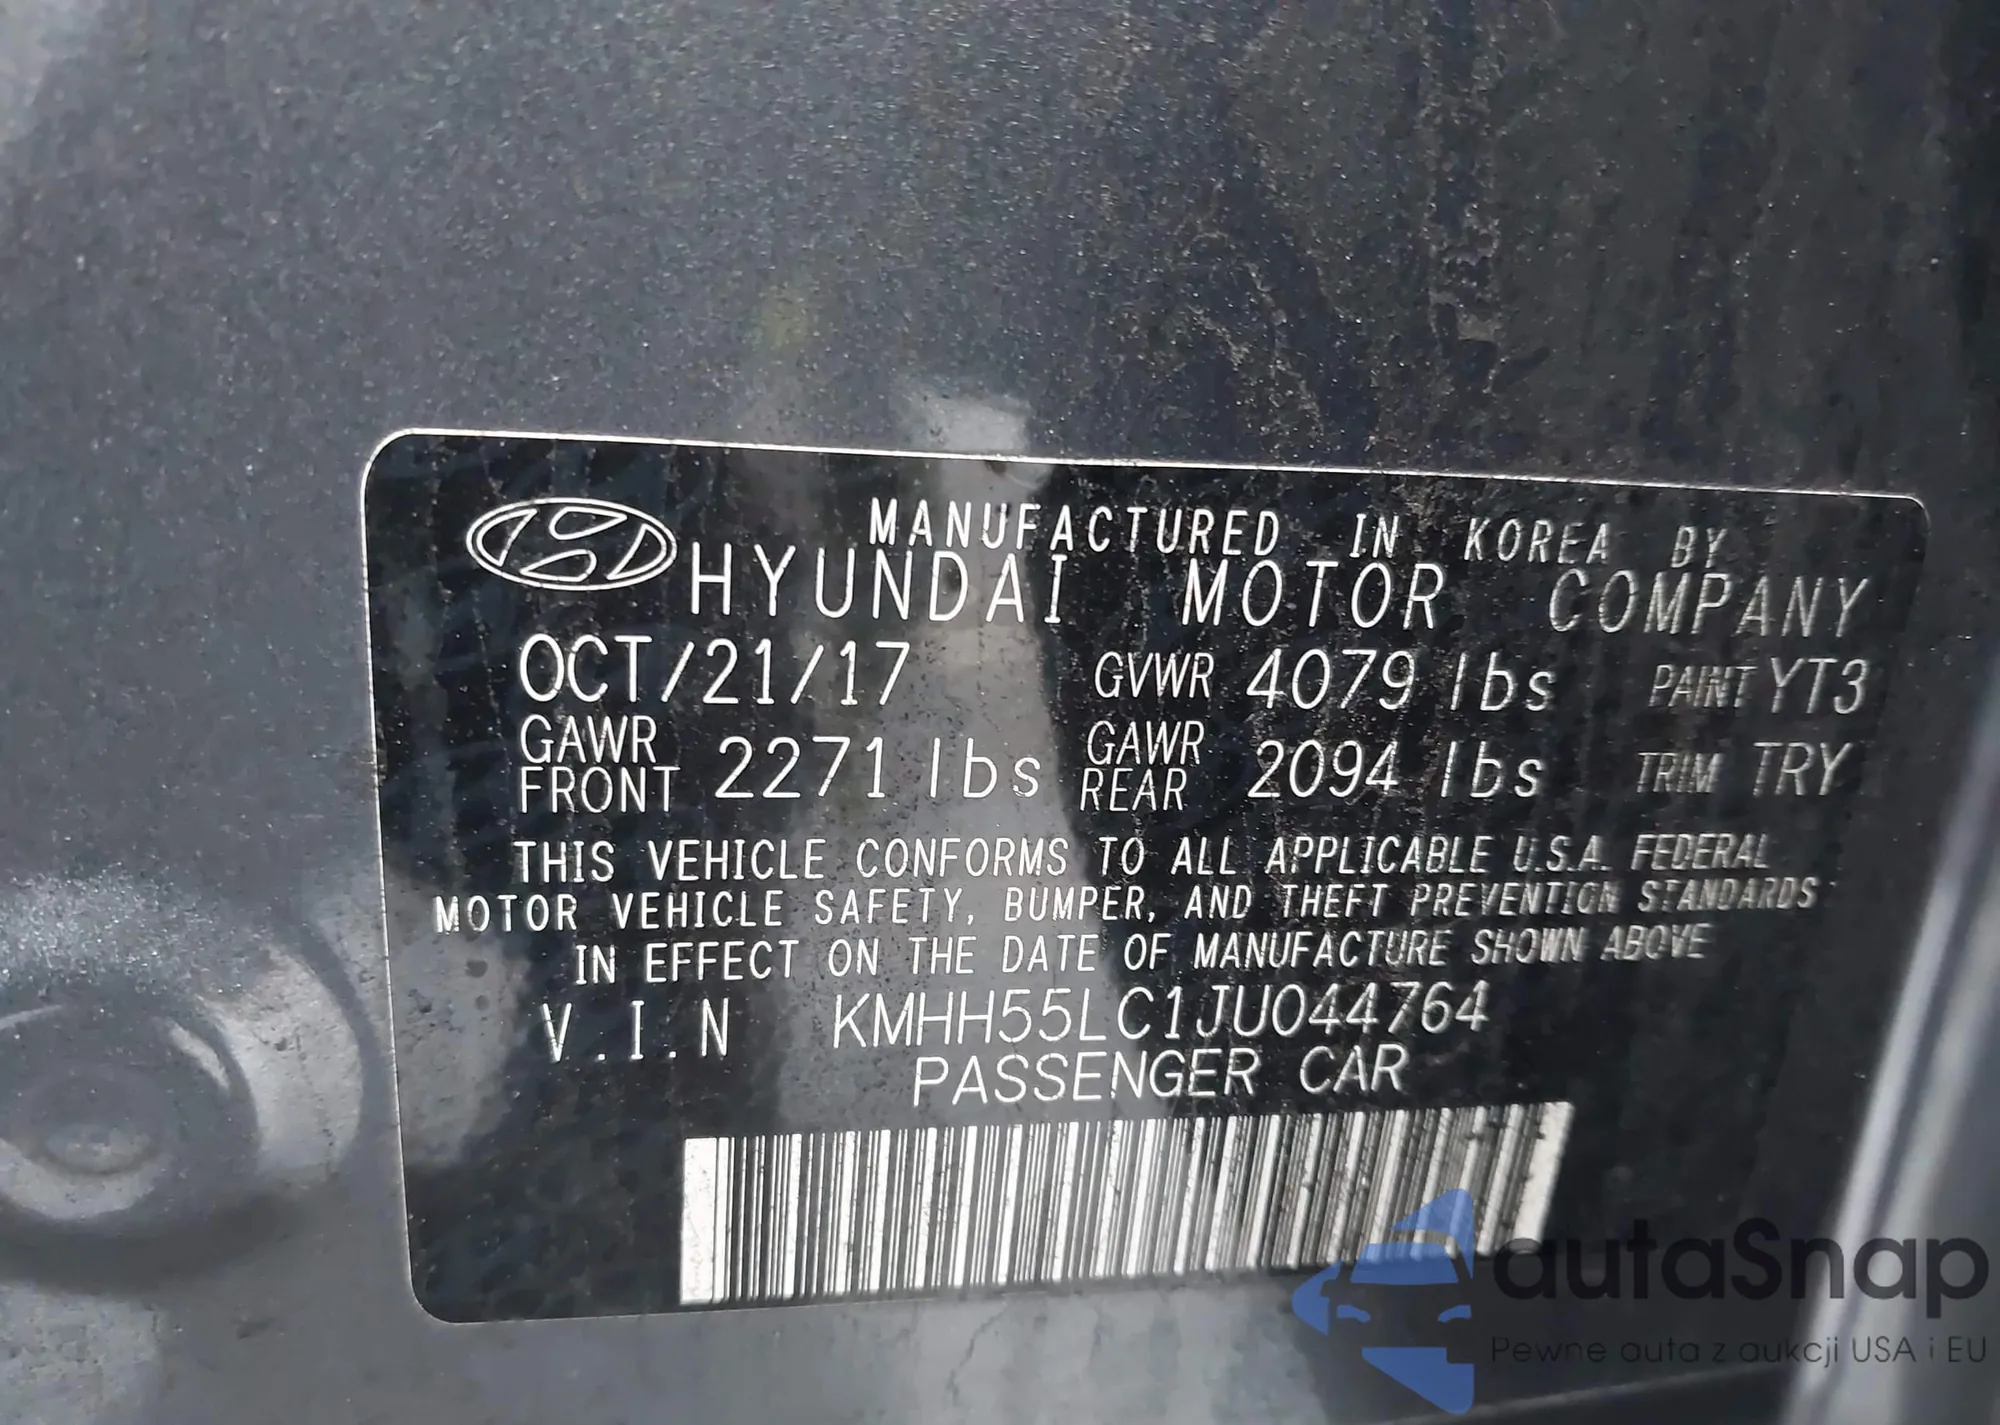 MANUFACTURED IN KOREA BY
HYUNDAI MOTOR COMPANY
OCT/21/17 GVWR 4079 lbs PAINT YT3
GAWR FRONT 2271 lbs GAWR REAR 2094 lbs TRIM TRY
THIS VEHICLE CONFORMS TO ALL APPLICABLE U.S.A. FEDERAL
MOTOR VEHICLE SAFETY, BUMPER, AND THEFT PREVENTION STANDARDS
IN EFFECT ON THE DATE OF MANUFACTURE SHOWN ABOVE
V.I.N KMHH55LC1JU044764
PASSENGER CAR
autaSnap
Pewne auta z aukcji USA i EU